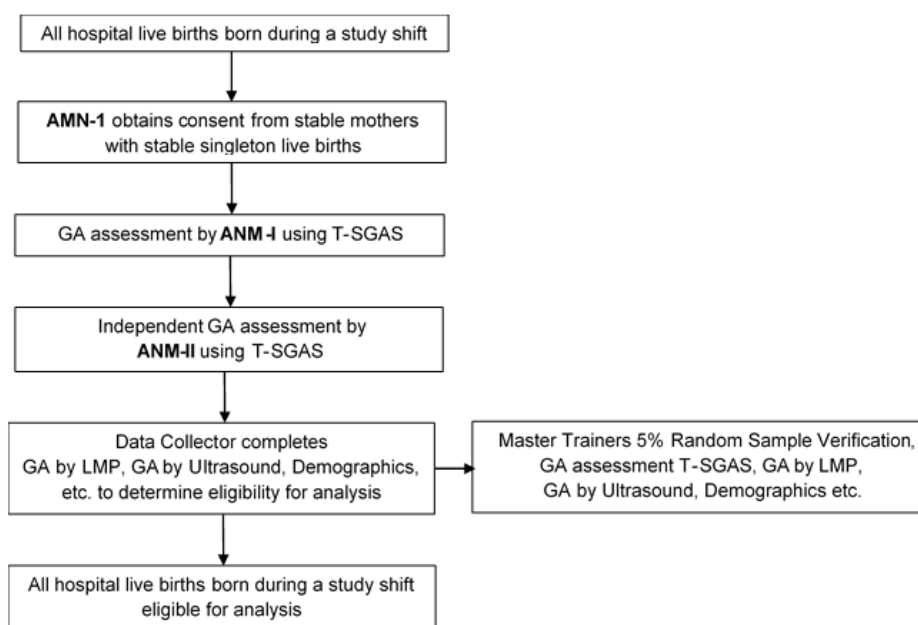 All hospital live births born during a study shift
AMN-1 obtains consent from stable mothers
with stable singleton live births
GA assessment by ANM-I using T-SGAS
Independent GA assessment by
ANM-II using T-SGAS
Data Collector completes
GA by LMP, GA by Ultrasound, Demographics,
etc. to determine eligibility for analysis
Master Trainers 5% Random Sample Verification,
GA assessment T-SGAS, GA by LMP,
GA by Ultrasound, Demographics etc.
All hospital live births born during a study shift
eligible for analysis